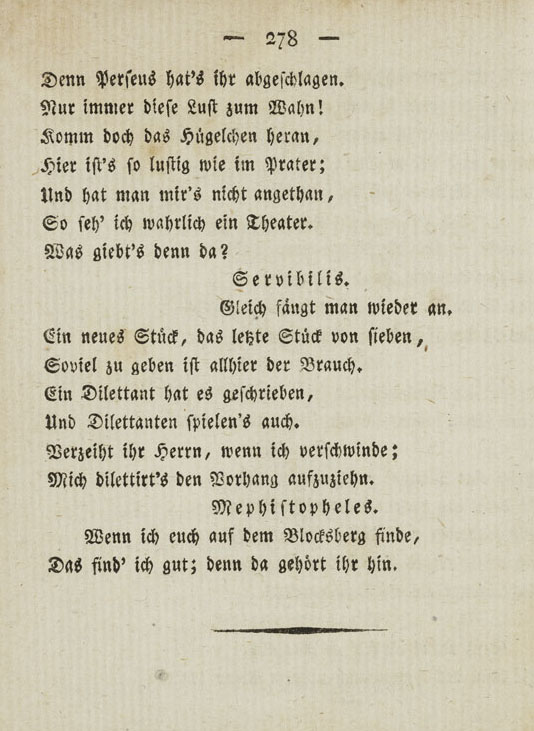 — 278 —
Denn Perseus hat's ihr abgeschlagen.
Nur immer diese Lust zum Wahn!
Komm doch das Hügelchen heran,
Hier ist's so lustig wie im Prater;
Und hat man mir's nicht angethan,
So seh' ich wahrlich ein Theater.
Was giebt's denn da?
Servibilis.
Gleich fängt man wieder an.
Ein neues Stück, das letzte Stück von sieben,
Soviel zu geben ist allhier der Brauch.
Ein Dilettant hat es geschrieben,
Und Dilettanten spielen's auch.
Verzeiht ihr Herrn, wenn ich verschwinde;
Mich dilettirt's den Vorhang aufzuziehn.
Mephistopheles.
Wenn ich euch auf dem Blocksberg finde,
Das find' ich gut; denn da gehört ihr hin.